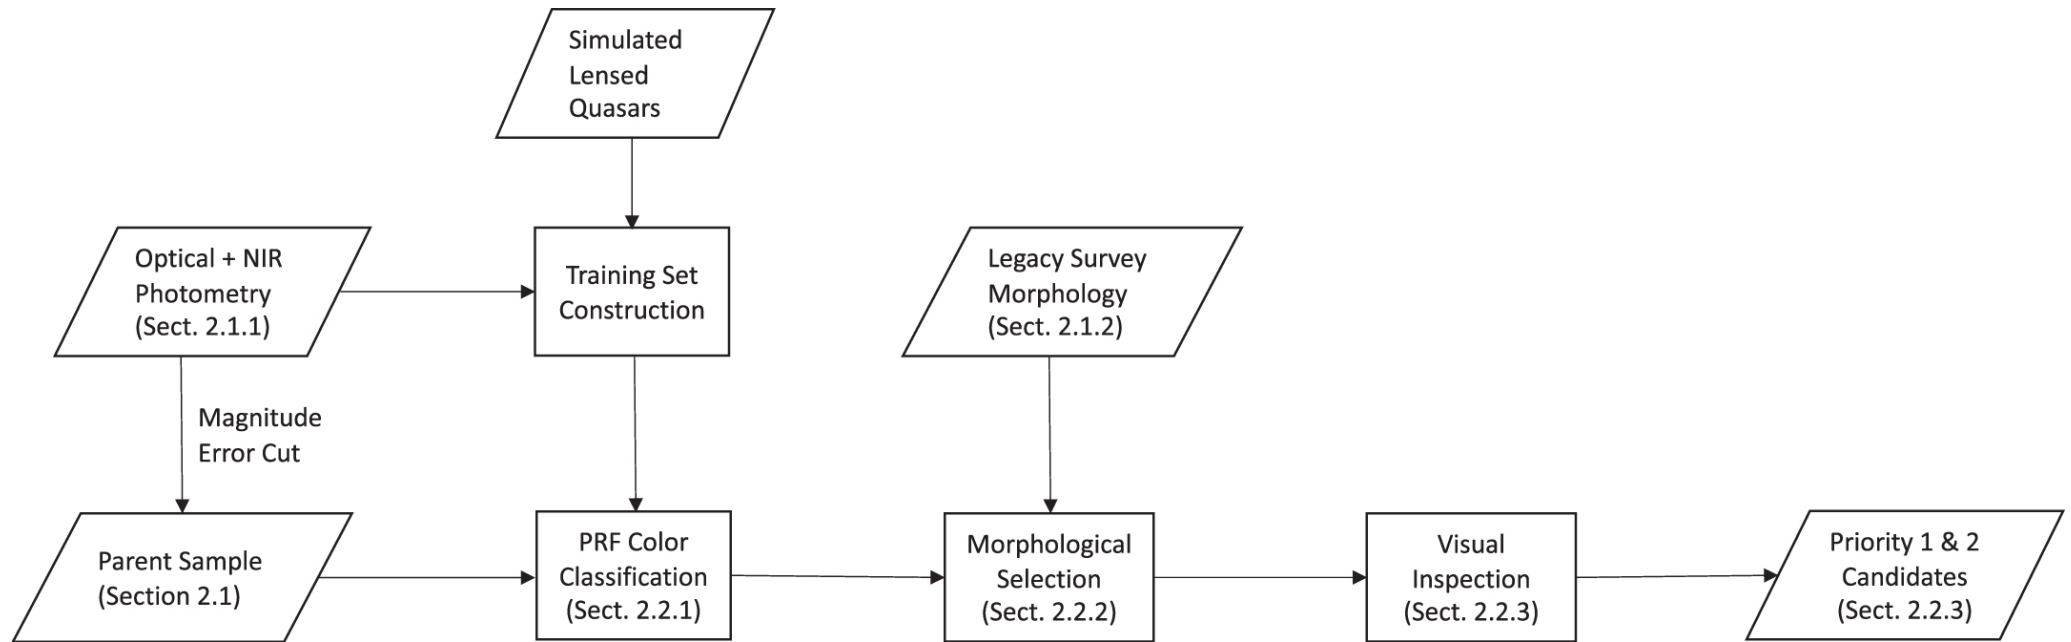 Simulated
Lensed
Quasars
Optical + NIR
Photometry
(Sect. 2.1.1)
Training Set
Construction
Legacy Survey
Morphology
(Sect. 2.1.2)
Magnitude
Error Cut
Parent Sample
(Section 2.1)
PRF Color
Classification
(Sect. 2.2.1)
Morphological
Selection
(Sect. 2.2.2)
Visual
Inspection
(Sect. 2.2.3)
Priority 1 & 2
Candidates
(Sect. 2.2.3)